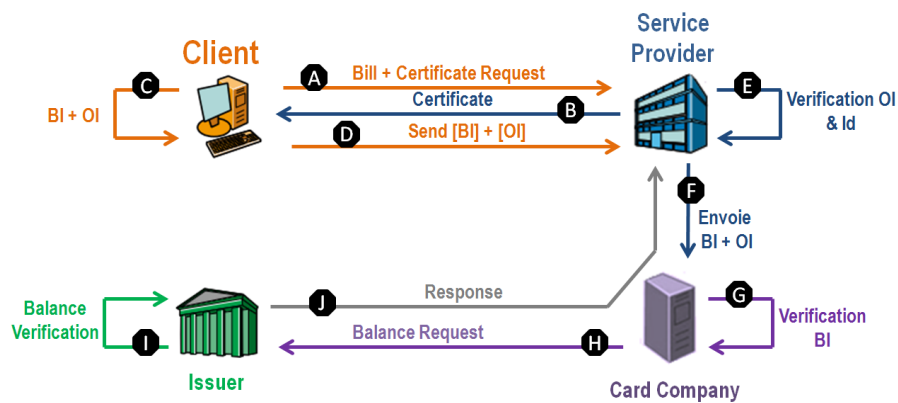 Client
Service
Provider
C
A
Bill + Certificate Request
E
BI + OI
Certificate
B
Verification OI
& Id
D
Send [BI] + [OI]
F
Envoie
BI + OI
Balance
Verification
J
Response
G
Verification
BI
I
Balance Request
H
Issuer
Card Company